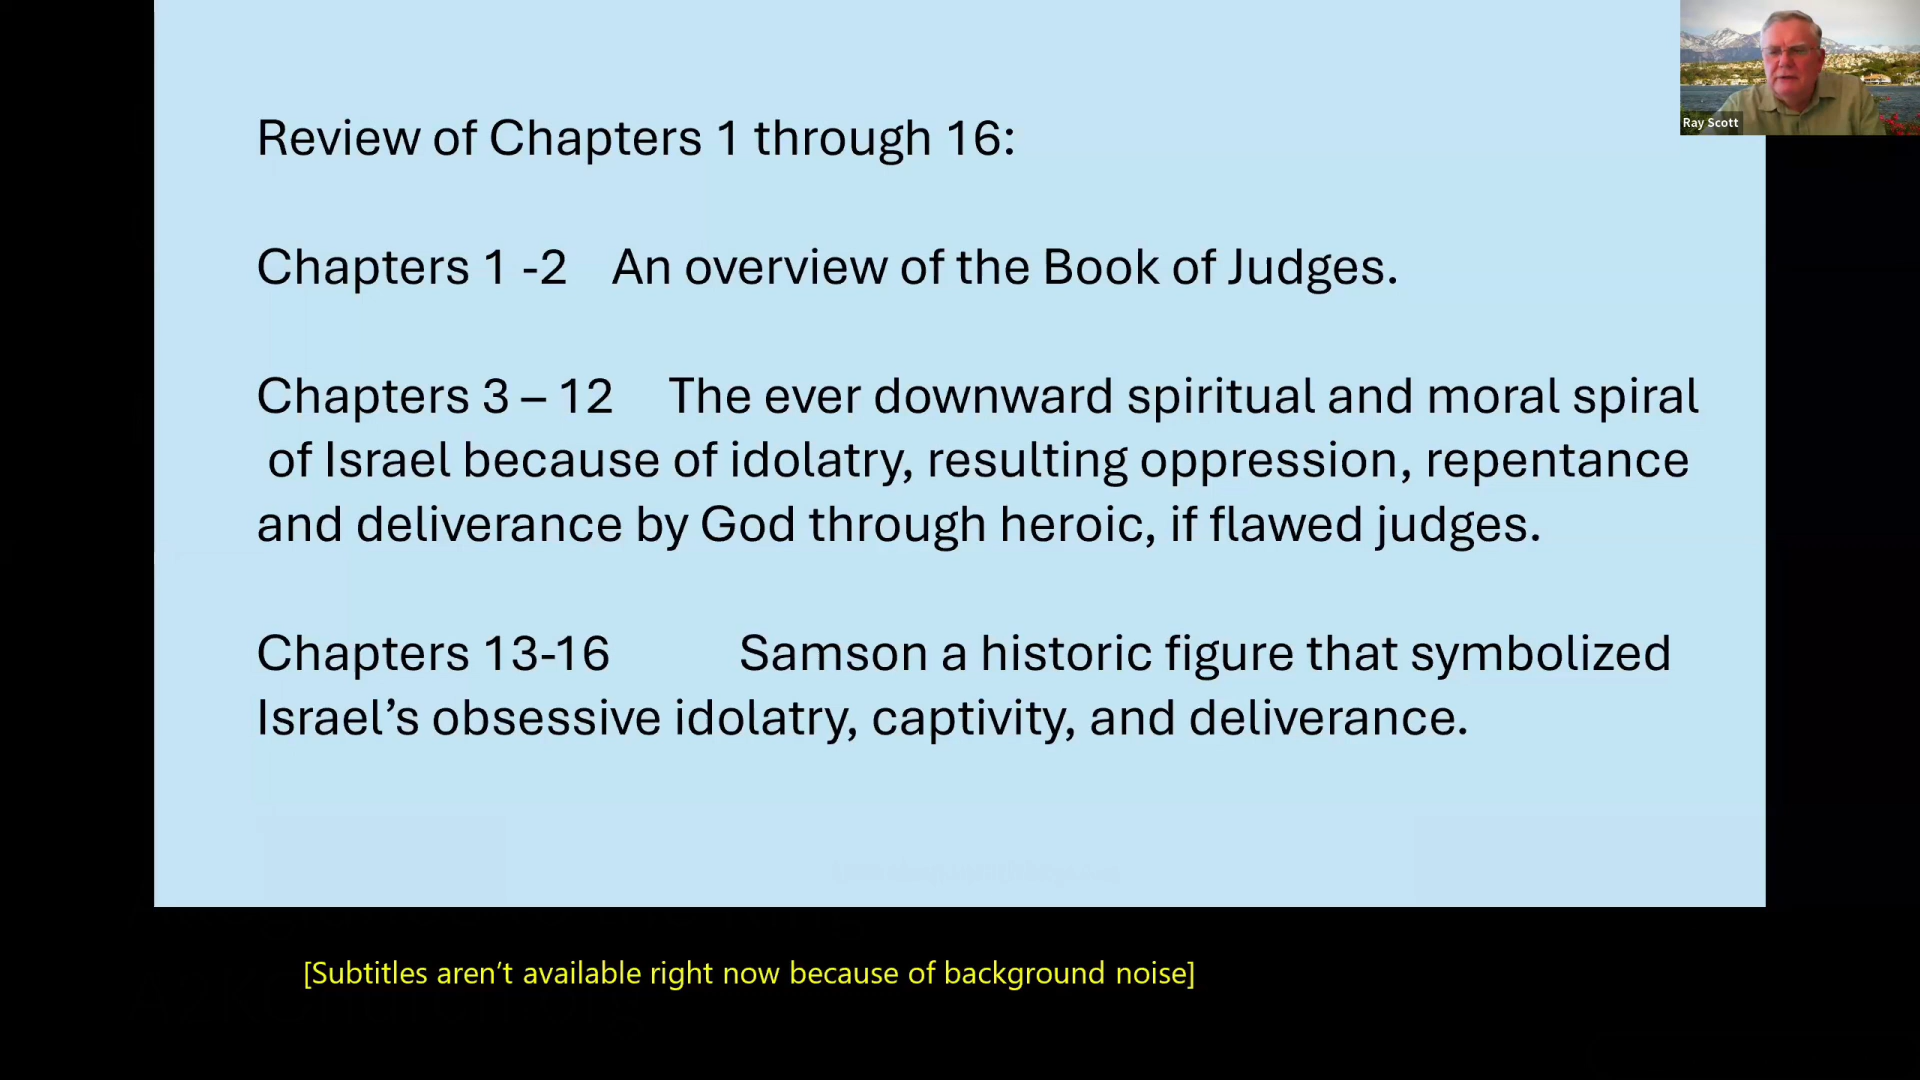 Review of Chapters 1 through 16:
Chapters 1 -2 An overview of the Book of Judges.
Chapters 3 – 12 The ever downward spiritual and moral spiral
of Israel because of idolatry, resulting oppression, repentance
and deliverance by God through heroic, if flawed judges.
Chapters 13-16 Samson a historic figure that symbolized
Israel’s obsessive idolatry, captivity, and deliverance.
Ray Scott
[Subtitles aren’t available right now because of background noise]